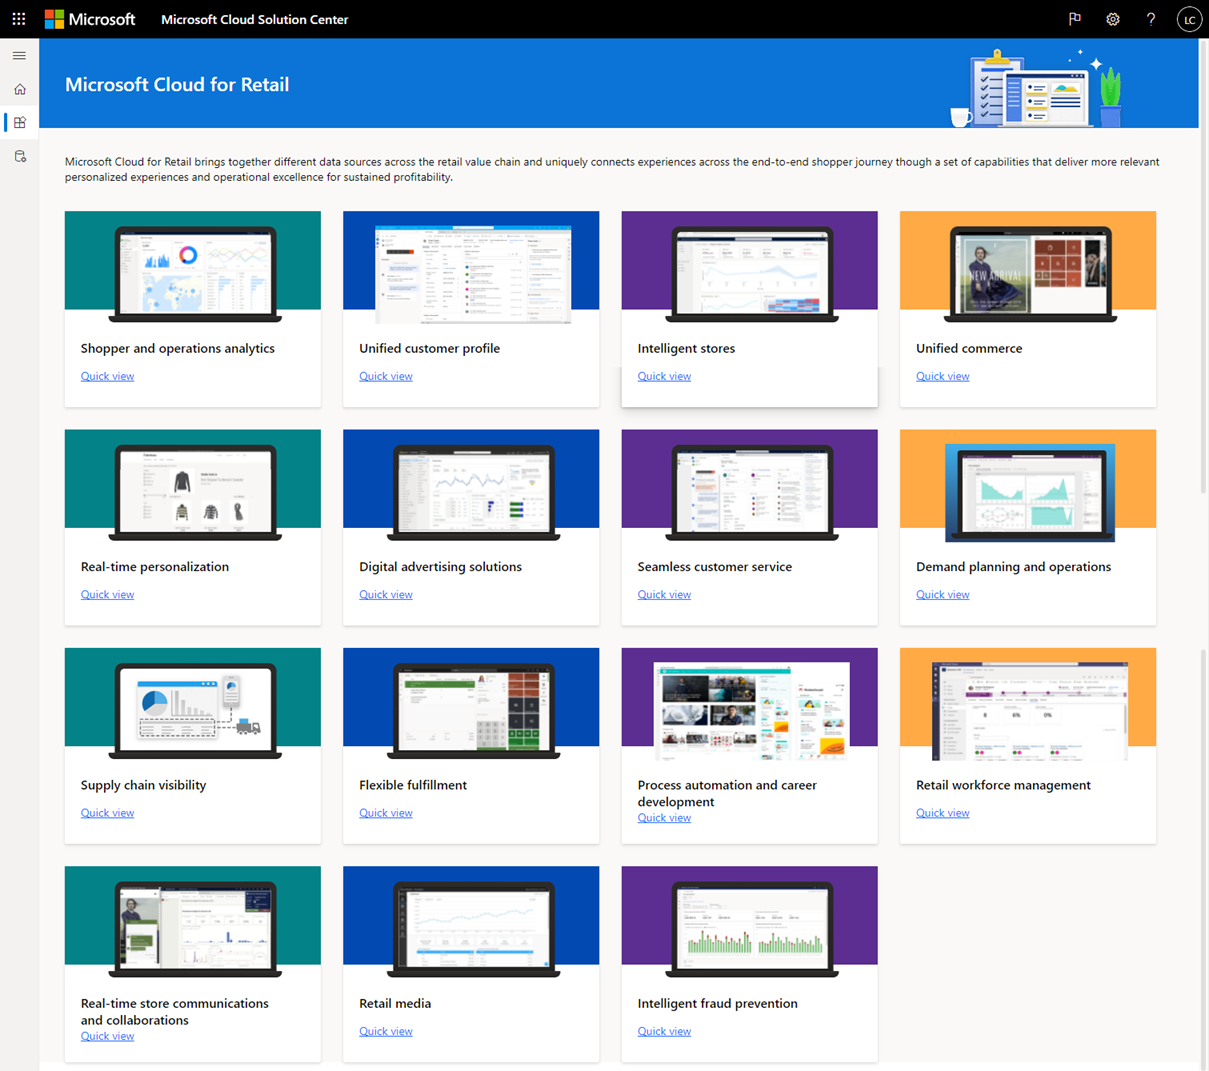 Microsoft
Microsoft Cloud Solution Center
?
LC
Microsoft Cloud for Retail
Microsoft Cloud for Retail brings together different data sources across the retail value chain and uniquely connects experiences across the end-to-end shopper journey though a set of capabilities that deliver more relevant
personalized experiences and operational excellence for sustained profitability.
NEW ARRIVAL
Shopper and operations analytics
Quick view
Unified customer profile
Quick view
Intelligent stores
Quick view
Unified commerce
Quick view
Real-time personalization
Quick view
Digital advertising solutions
Quick view
Seamless customer service
Quick view
Demand planning and operations
Quick view
8
6%
0%
Supply chain visibility
Quick view
Flexible fulfillment
Quick view
Process automation and career
development
Quick view
Retail workforce management
Quick view
Real-time store communications
and collaborations
Quick view
Retail media
Quick view
Intelligent fraud prevention
Quick view